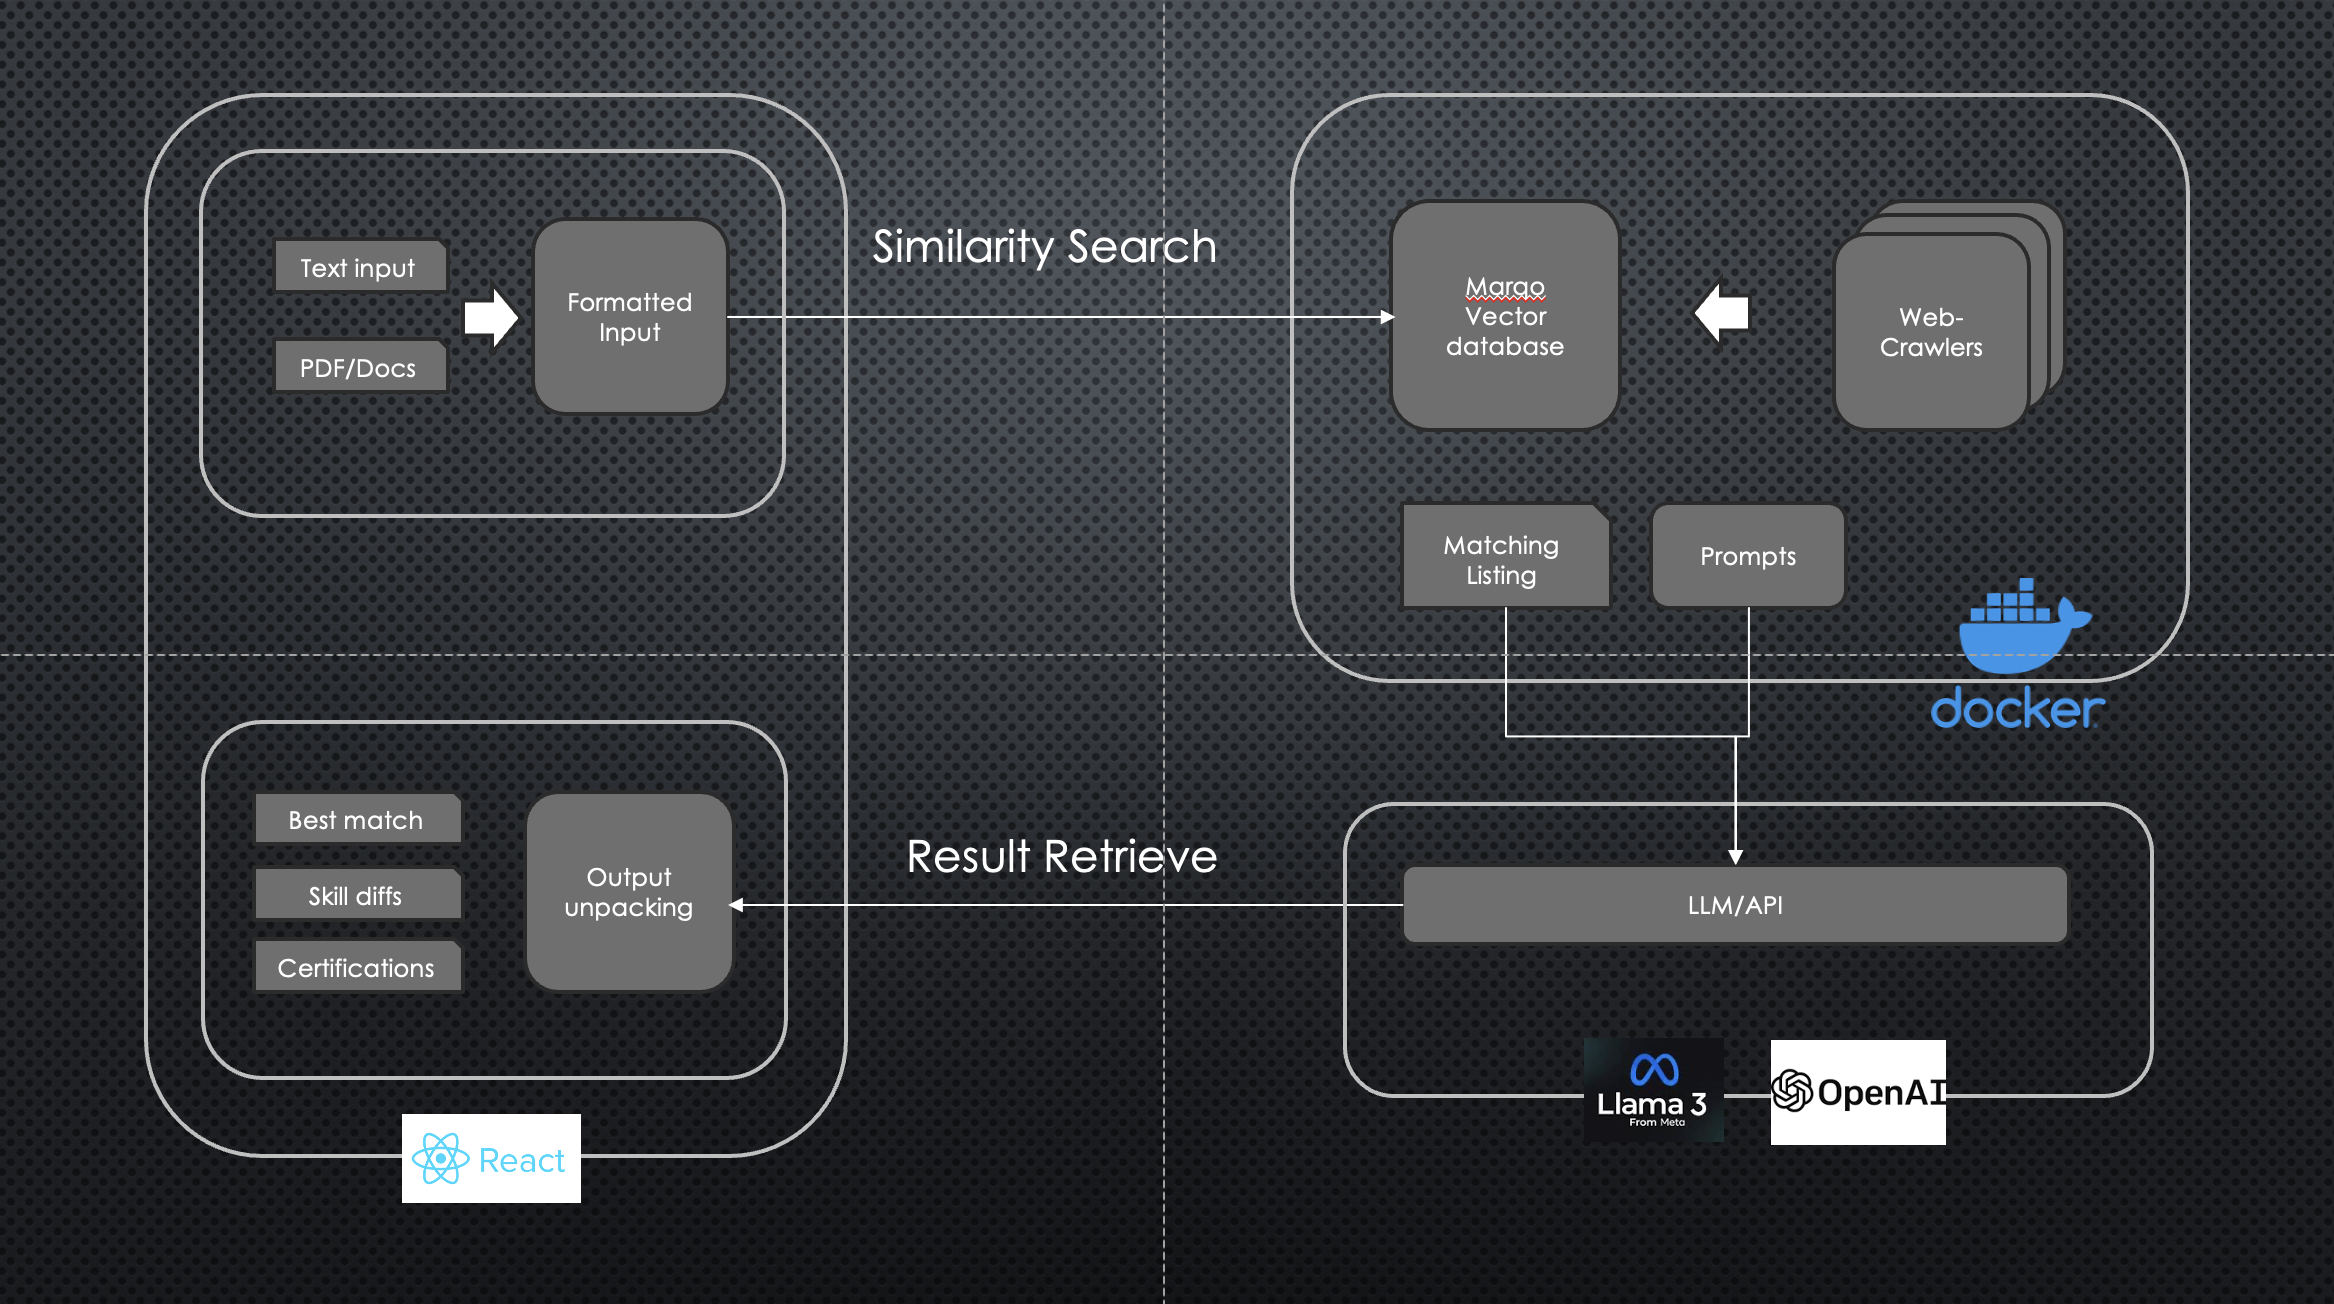 Text input
PDF/Docs
Formatted
Input
Similarity Search
Marqo
Vector
database
Web-
Crawlers
Matching
Listing
Prompts
docker
Best match
Skill diffs
Certifications
Output
unpacking
Result Retrieve
LLM/API
Llama 3
From Meta
OpenAI
React